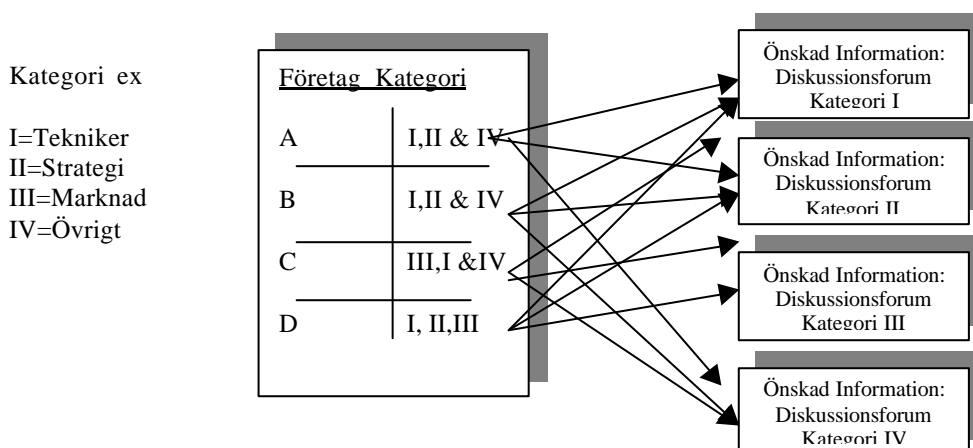 Kategori ex
I=Tekniker
II=Strategi
III=Marknad
IV=Övrigt
Företag Kategori
A I,II & IV
B I,II & IV
C III,I &IV
D I, II,III
Önskad Information:
Diskussionsforum
Kategori I
Önskad Information:
Diskussionsforum
Kategori II
Önskad Information:
Diskussionsforum
Kategori III
Önskad Information:
Diskussionsforum
Kategori IV